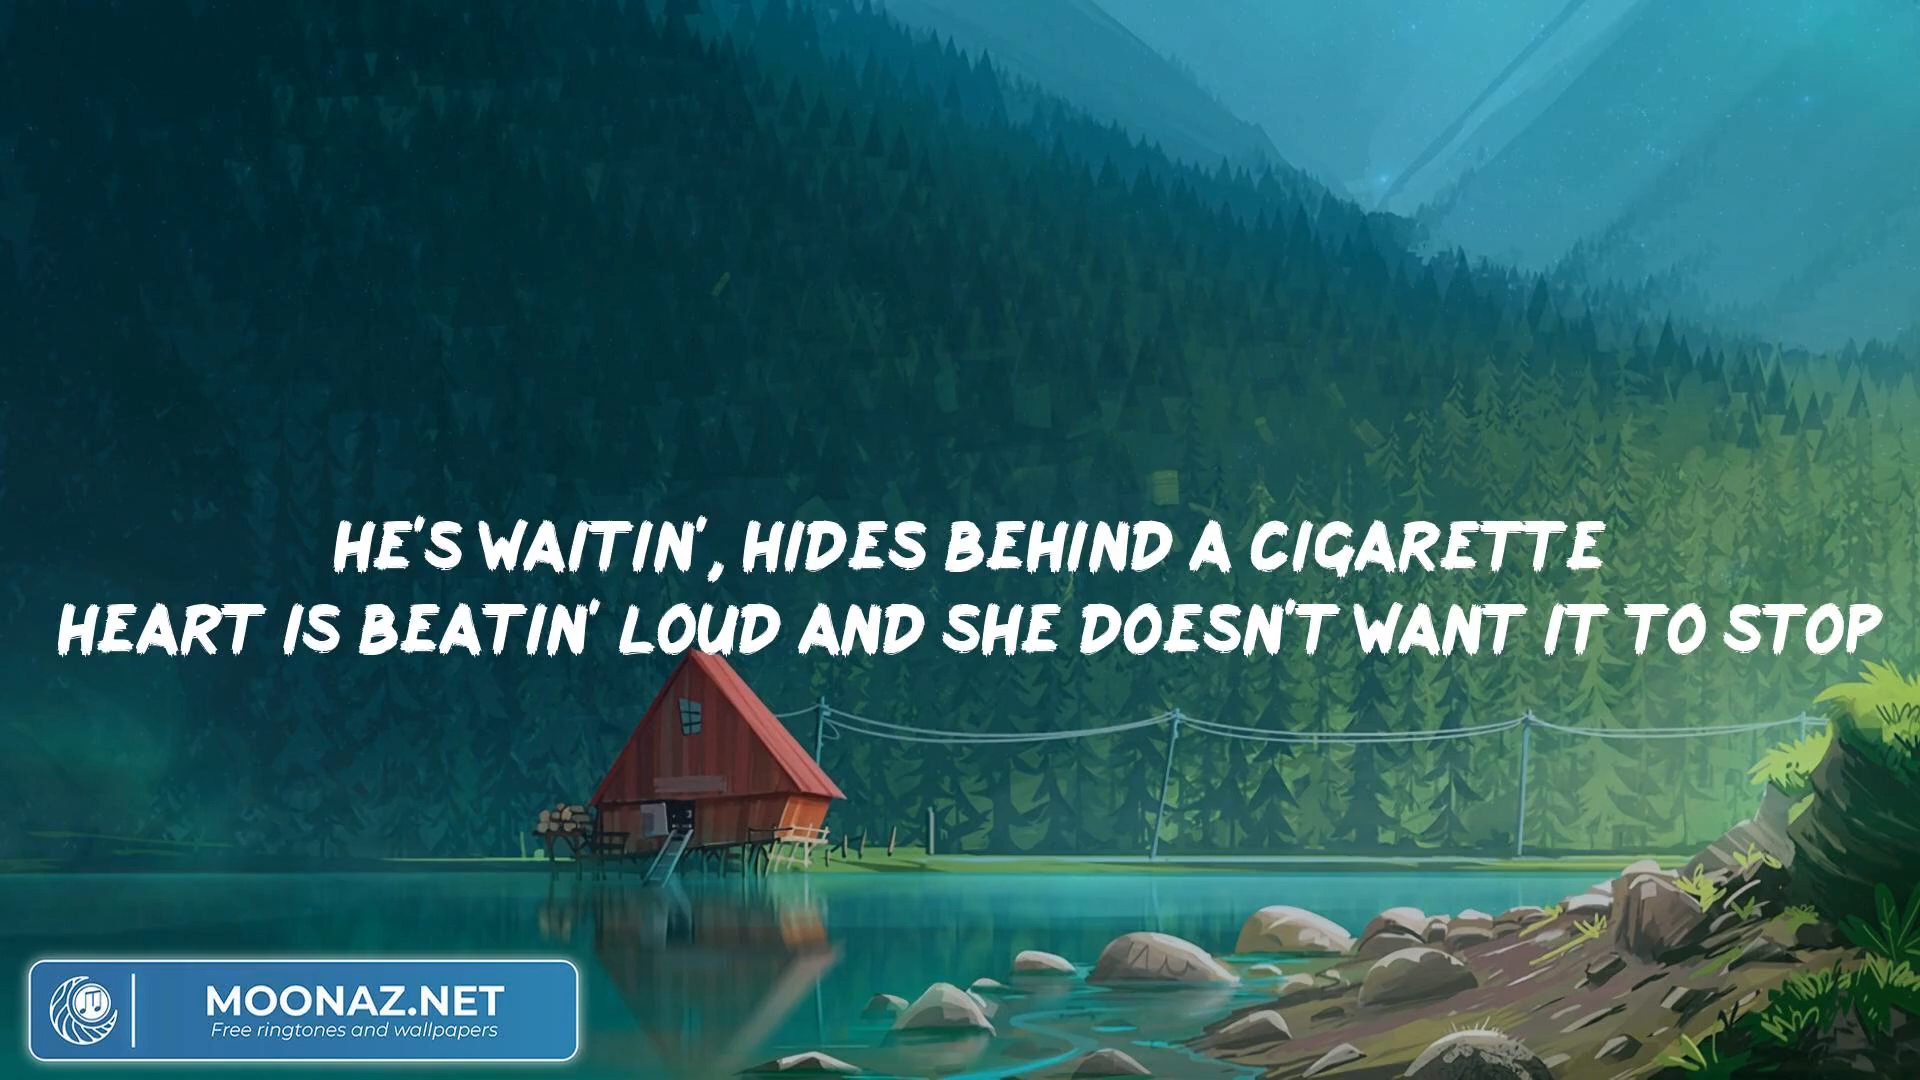 HE'S WAITIN', HIDES BEHIND A CIGARETTE
HEART IS BEATIN' LOUD AND SHE DOESN'T WANT IT TO STOP
MOONAZ.NET
Free ringtones and wallpapers